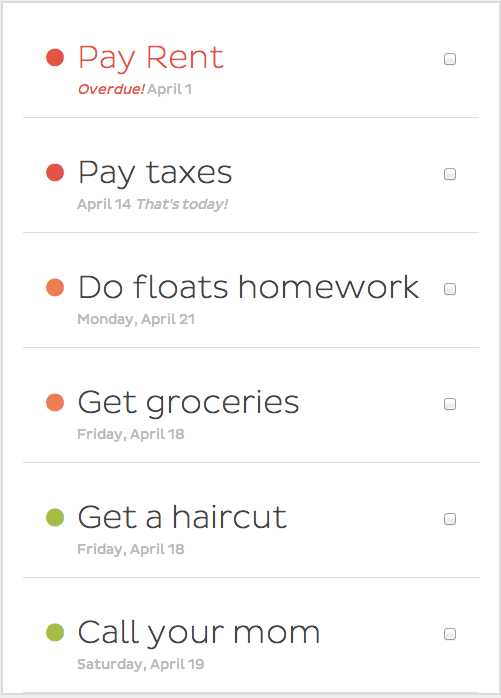 Pay Rent
Overdue! April 1
Pay taxes
April 14 That's today!
Do floats homework
Monday, April 21
Get groceries
Friday, April 18
Get a haircut
Friday, April 18
Call your mom
Saturday, April 19